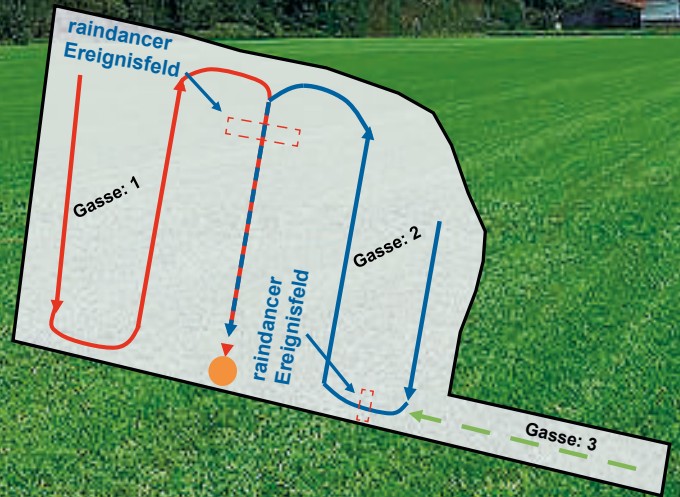 raindancer
Ereignisfeld
Gasse: 1
Gasse: 2
raindancer
Ereignisfeld
Gasse: 3